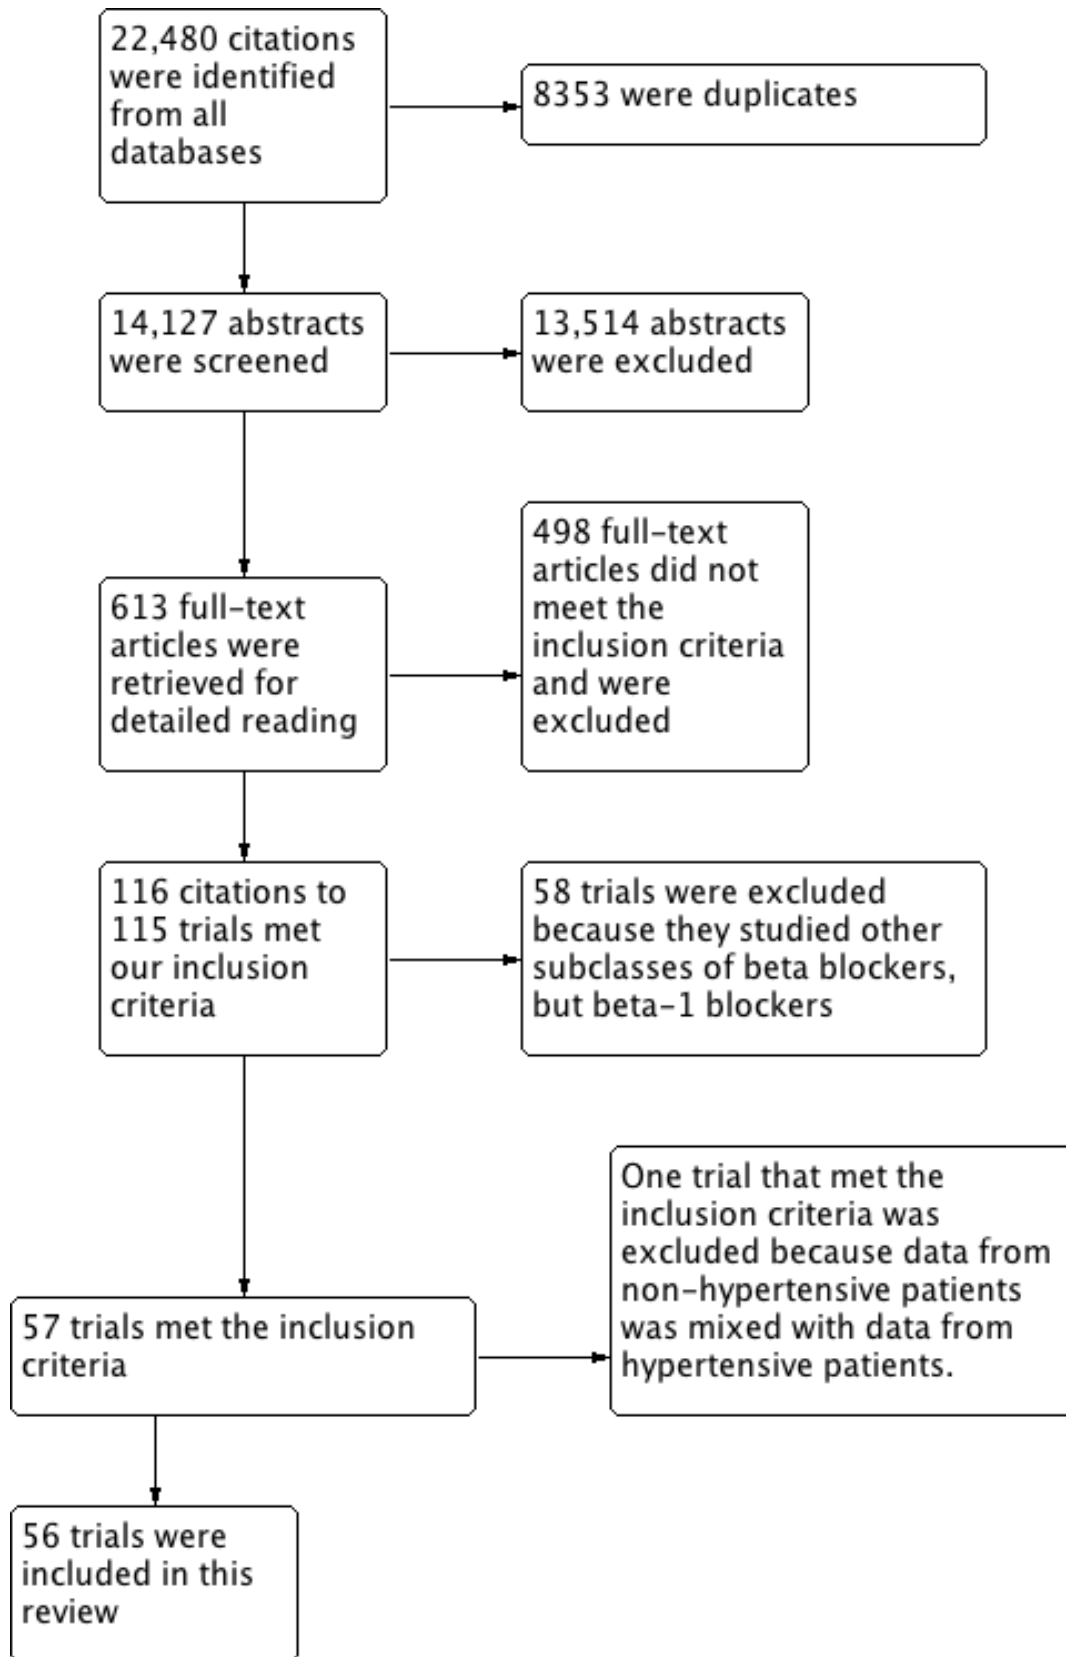 22,480 citations
were identified
from all
databases
8353 were duplicates
14,127 abstracts
were screened
13,514 abstracts
were excluded
498 full-text
articles did not
meet the
inclusion criteria
and were
excluded
613 full-text
articles were
retrieved for
detailed reading
116 citations to
115 trials met
our inclusion
criteria
58 trials were excluded
because they studied other
subclasses of beta blockers,
but beta-1 blockers
One trial that met the
inclusion criteria was
excluded because data from
non-hypertensive patients
was mixed with data from
hypertensive patients.
57 trials met the inclusion
criteria
56 trials were
included in this
review